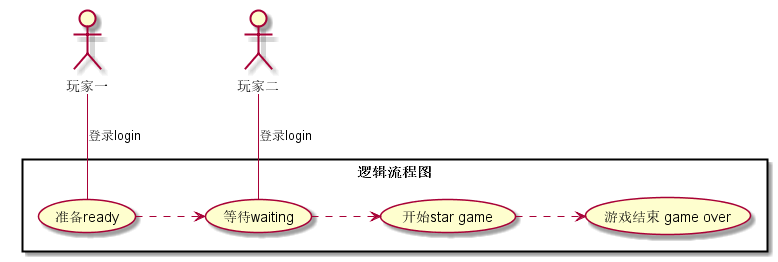 玩家一
玩家二
登录login
登录login
逻辑流程图
准备ready
等待waiting
开始star game
游戏结束 game over